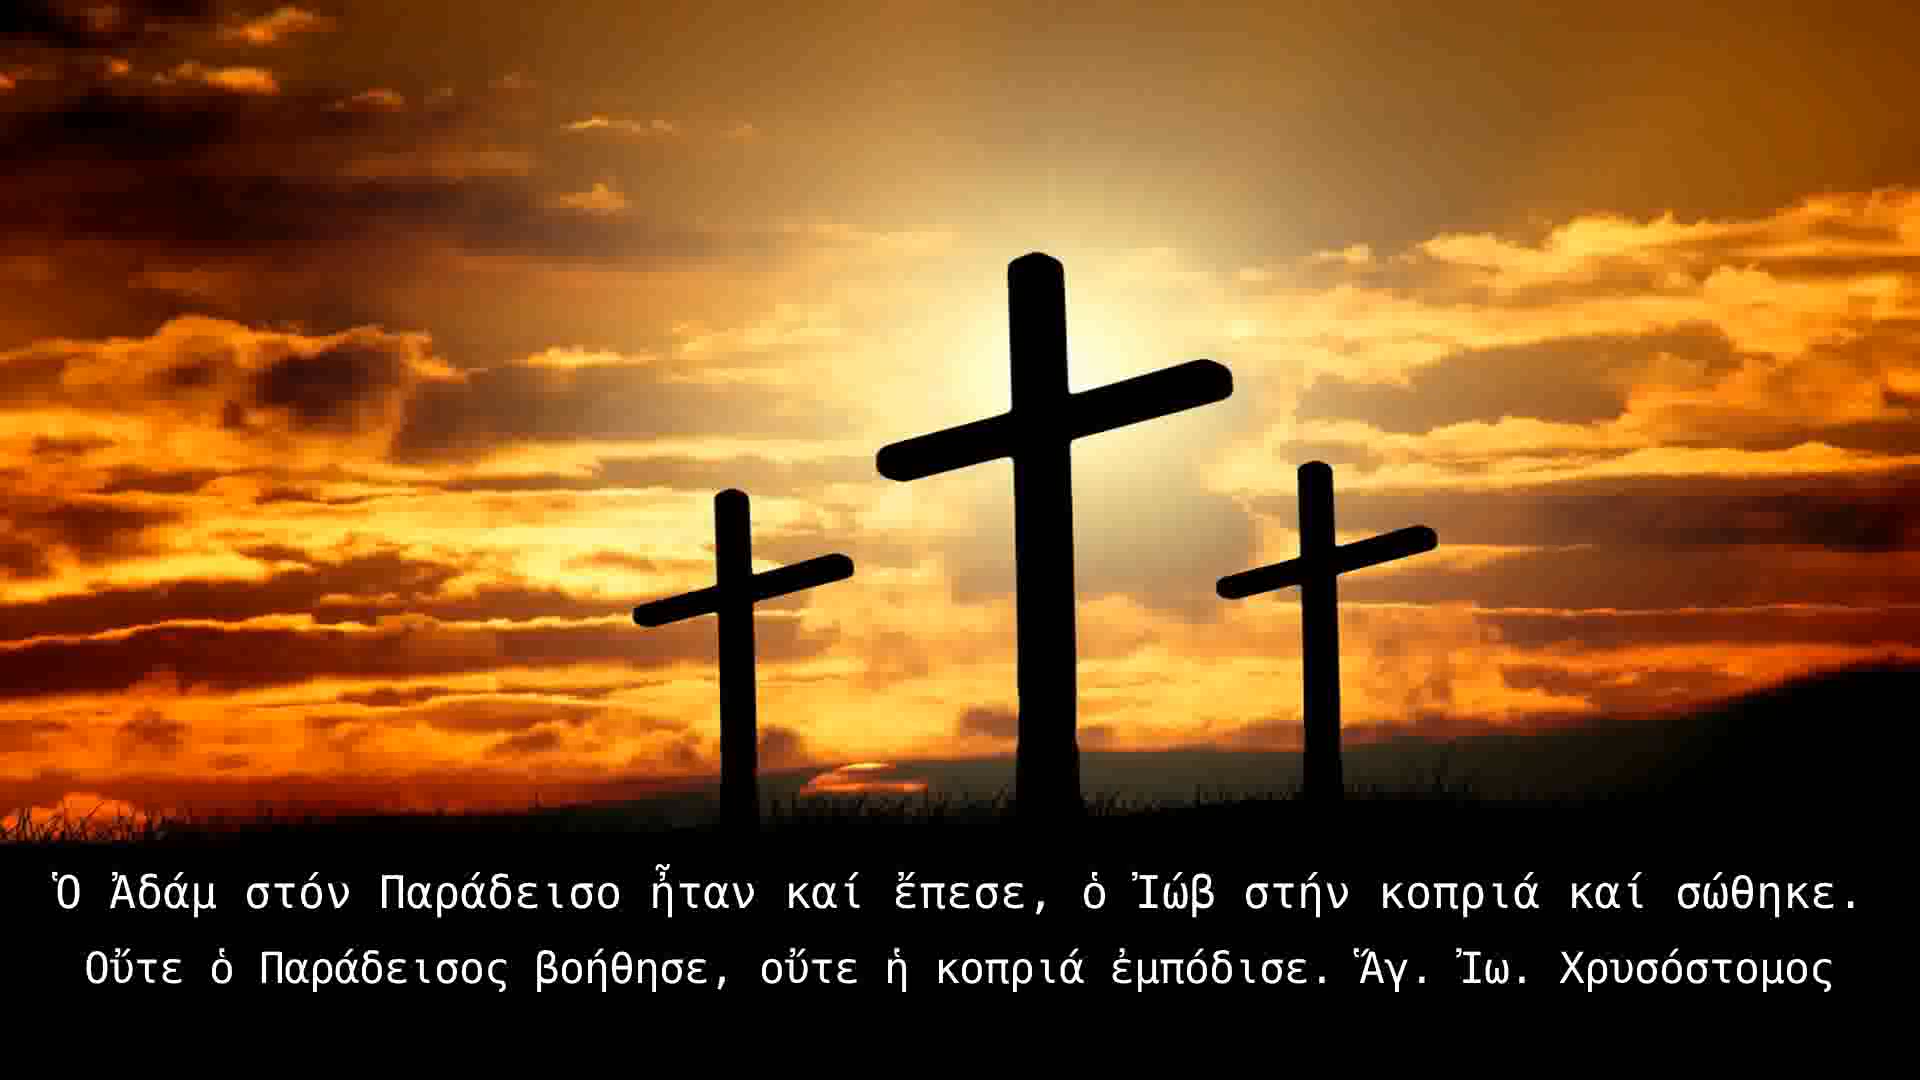 Ὁ Ἀδάμ στόν Παράδεισο ἦταν καί ἔπεσε, ὁ Ἰώβ στήν κοπριά καί σώθηκε.
Οὔτε ὁ Παράδεισος βοήθησε, οὔτε ἡ κοπριά ἐμπόδισε. Ἅγ. Ἰω. Χρυσόστομος